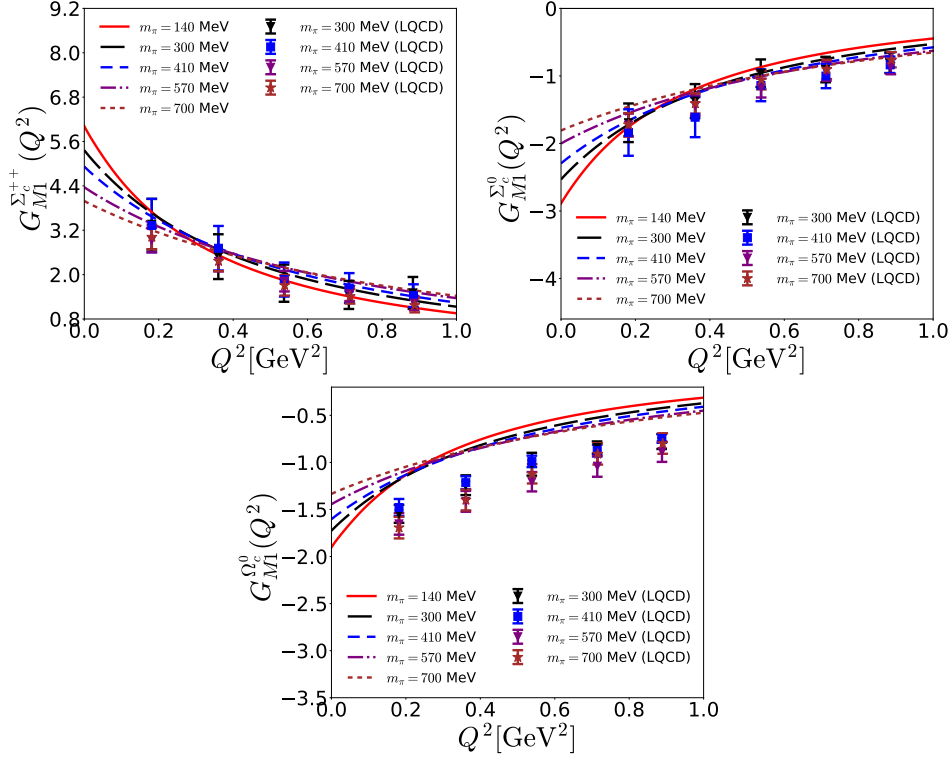 9.2
8.0
6.8
5.6
4.4
3.2
2.0
0.8
G_{M1}^{Σ_c^{++}}(Q^2)
m_π = 140 MeV
m_π = 300 MeV
m_π = 410 MeV
m_π = 570 MeV
m_π = 700 MeV
m_π = 300 MeV (LQCD)
m_π = 410 MeV (LQCD)
m_π = 570 MeV (LQCD)
m_π = 700 MeV (LQCD)
0.0 0.2 0.4 0.6 0.8 1.0
Q^2[GeV^2]
0
−1
−2
−3
−4
G_{M1}^{Σ_c^0}(Q^2)
m_π = 140 MeV
m_π = 300 MeV
m_π = 410 MeV
m_π = 570 MeV
m_π = 700 MeV
m_π = 300 MeV (LQCD)
m_π = 410 MeV (LQCD)
m_π = 570 MeV (LQCD)
m_π = 700 MeV (LQCD)
0.0 0.2 0.4 0.6 0.8 1.0
Q^2[GeV^2]
−0.5
−1.0
−1.5
−2.0
−2.5
−3.0
−3.5
G_{M1}^{Ω_c^0}(Q^2)
m_π = 140 MeV
m_π = 300 MeV
m_π = 410 MeV
m_π = 570 MeV
m_π = 700 MeV
m_π = 300 MeV (LQCD)
m_π = 410 MeV (LQCD)
m_π = 570 MeV (LQCD)
m_π = 700 MeV (LQCD)
0.0 0.2 0.4 0.6 0.8 1.0
Q^2[GeV^2]